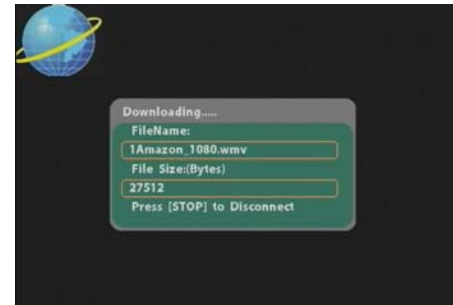 Downloading.....
FileName:
1Amazon_1080.wmv
File Size:(Bytes)
27512
Press [STOP] to Disconnect